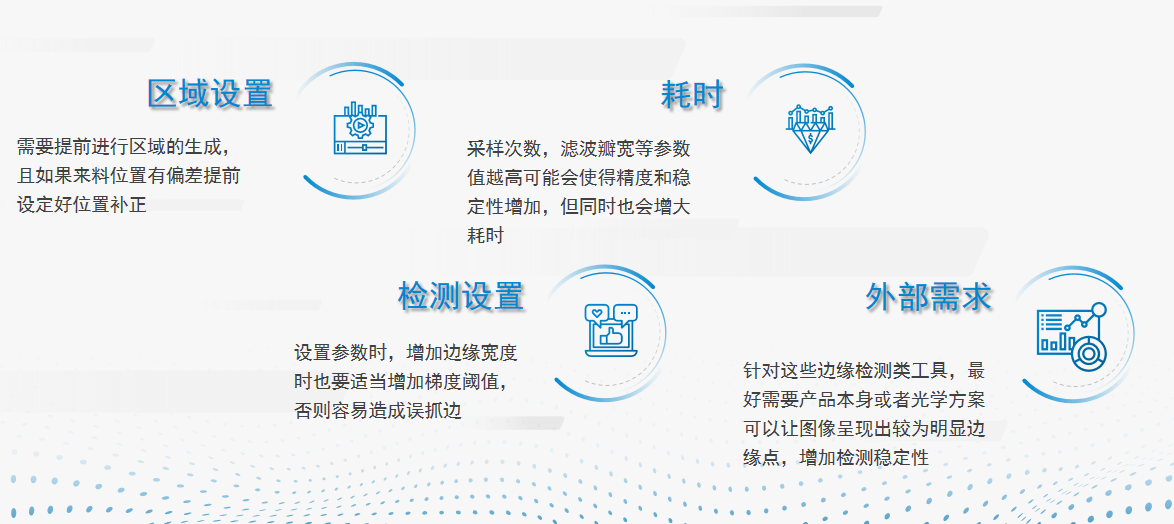 区域设置
需要提前进行区域的生成，
且如果来料位置有偏差提前
设定好位置补正
耗时
采样次数，滤波瓣宽等参数
值越高可能会使得精度和稳
定性增加，但同时也会增大
耗时
检测设置
设置参数时，增加边缘宽度
时也要适当增加梯度阈值，
否则容易造成误抓边
外部需求
针对这些边缘检测类工具，最
好需要产品本身或者光学方案
可以让图像呈现出较为明显边
缘点，增加检测稳定性